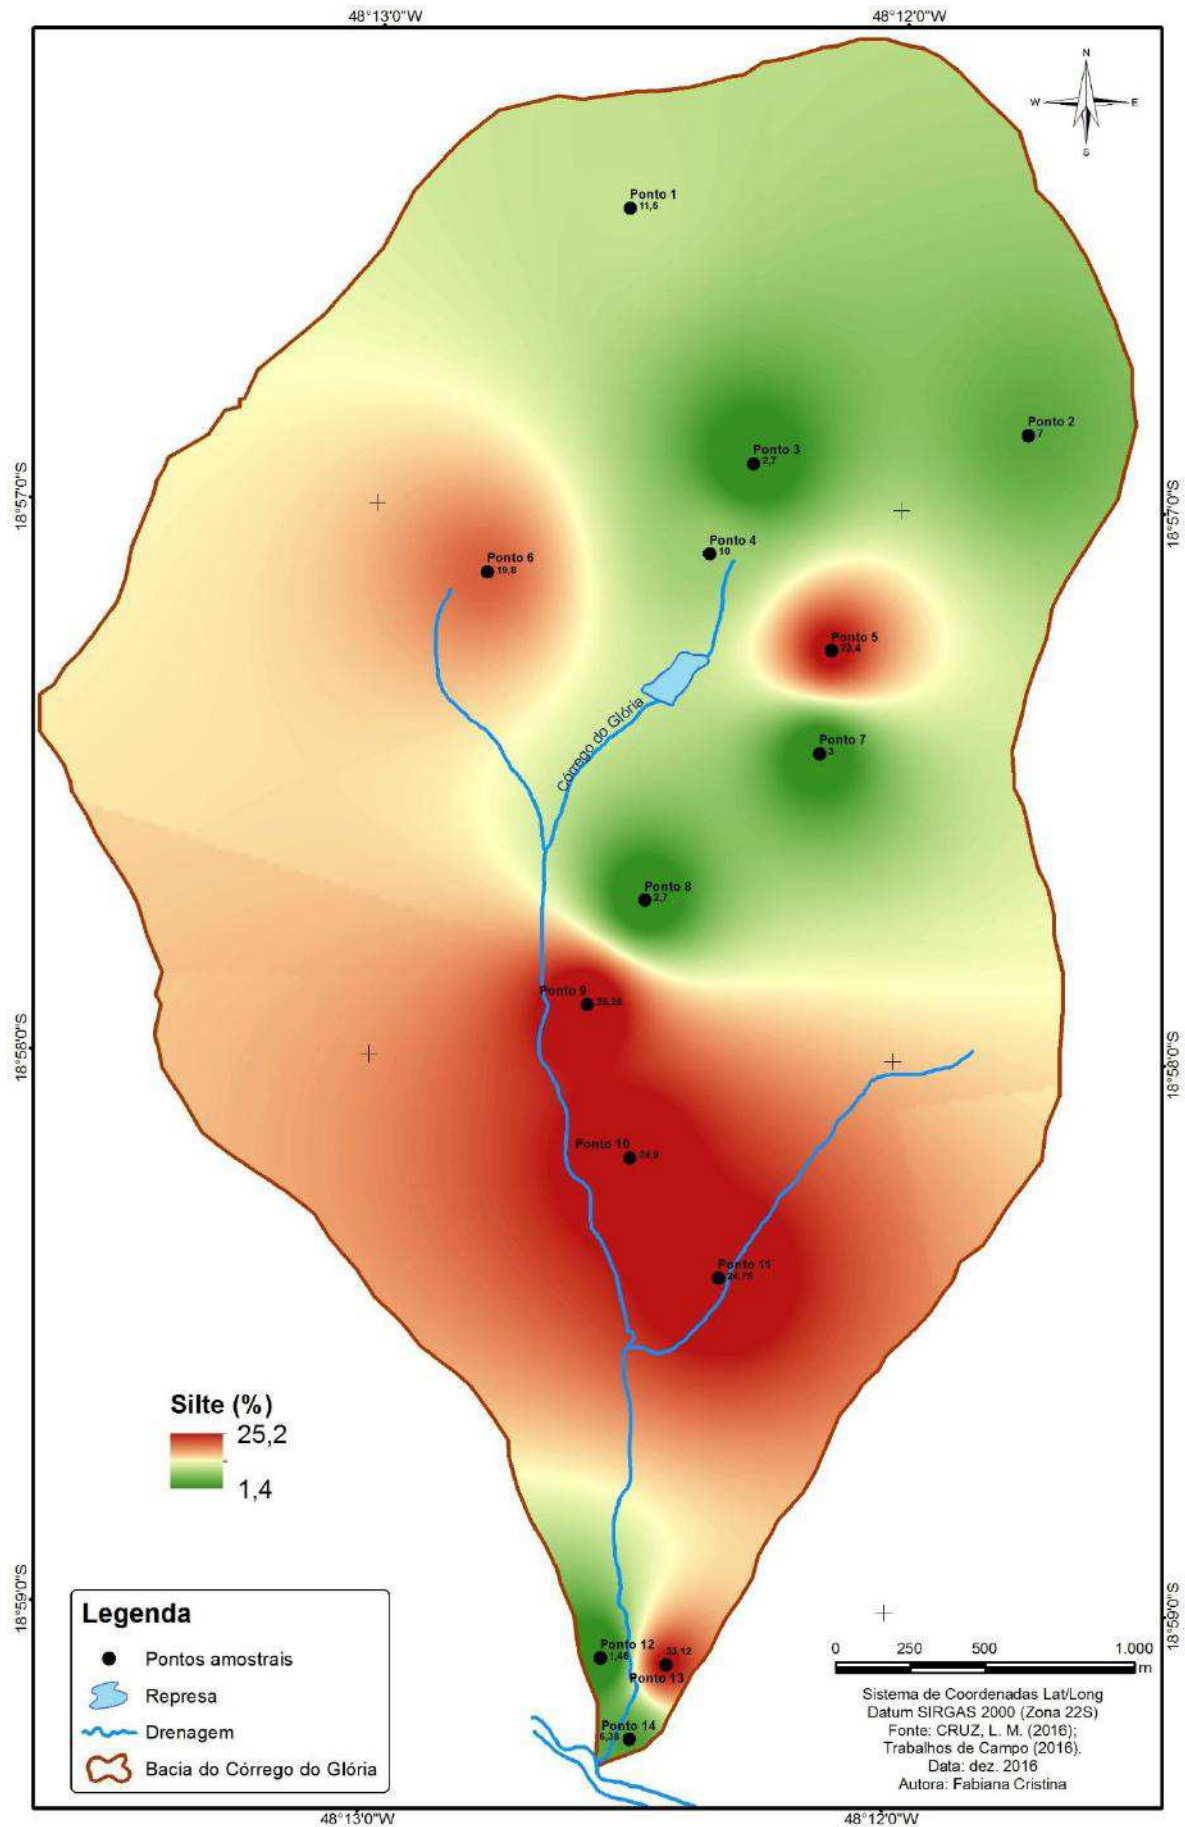 48°13'0"W
48°12'0"W
N
W
E
S
Ponto 1
11,5
Ponto 2
7
Ponto 3
2,7
18°57'0"S
18°57'0"S
Ponto 4
10
Ponto 6
19,8
Ponto 5
23,4
Córrego do Glória
Ponto 7
3
Ponto 8
2,7
Ponto 9
25,28
18°58'0"S
18°58'0"S
Ponto 10
24,9
Ponto 11
24,75
Silte (%)
25,2
1,4
18°59'0"S
18°59'0"S
Ponto 12
1,46
23,12
Ponto 13
Ponto 14
6,38
Legenda
Pontos amostrais
Represa
Drenagem
Bacia do Córrego do Glória
0 250 500 1.000
m
Sistema de Coordenadas Lat/Long
Datum SIRGAS 2000 (Zona 22S)
Fonte: CRUZ, L. M. (2016);
Trabalhos de Campo (2016).
Data: dez. 2016
Autora: Fabiana Cristina
48°13'0"W
48°12'0"W